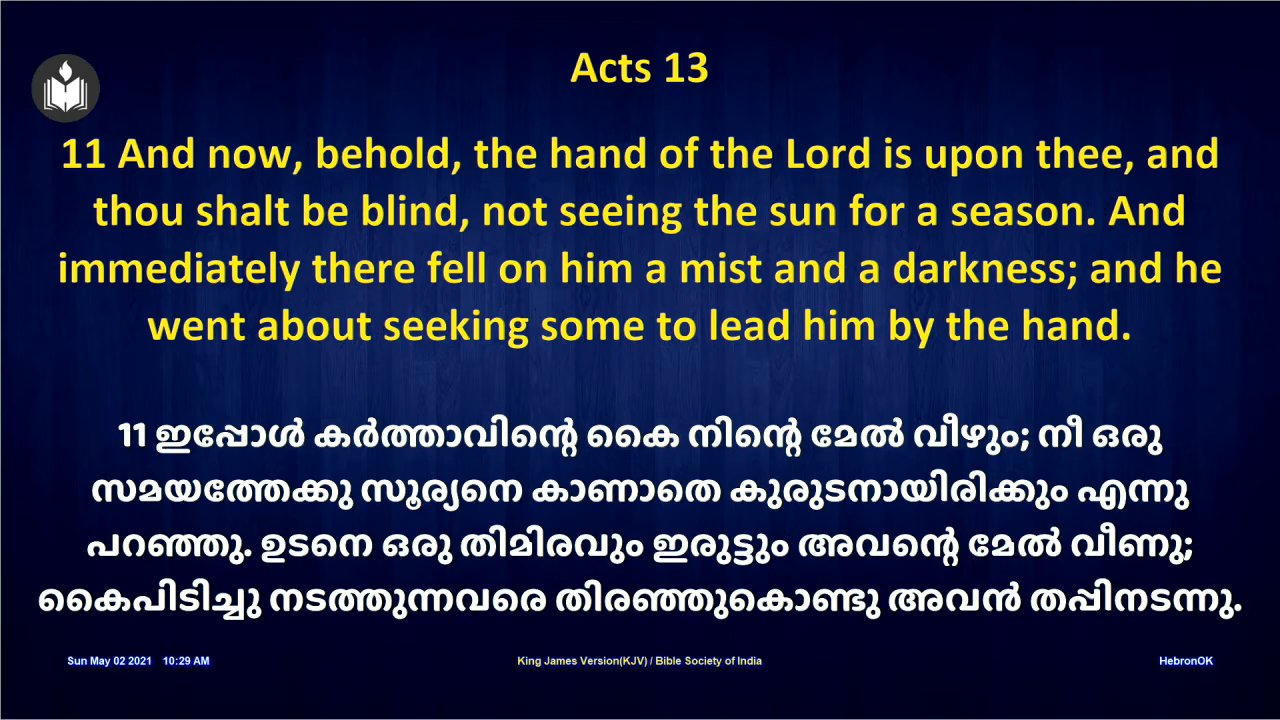 Acts 13
11 And now, behold, the hand of the Lord is upon thee, and
thou shalt be blind, not seeing the sun for a season. And
immediately there fell on him a mist and a darkness; and he
went about seeking some to lead him by the hand.
11 ഇപ്പോൾ കർത്താവിന്റെ കൈ നിന്റെ മേൽ വീഴും; നീ ഒരു
സമയത്തേക്കു സൂര്യനെ കാണാതെ കുരുടനായിരിക്കും എന്നു
പറഞ്ഞു. ഉടനെ ഒരു തിമിരവും ഇരുട്ടും അവന്റെ മേൽ വീണു;
കൈപിടിച്ചു നടത്തുന്നവരെ തിരഞ്ഞുകൊണ്ടു അവൻ തപ്പിനടന്നു.
Sun May 02 2021 10:29 AM King James Version(KJV) / Bible Society of India HebronOK